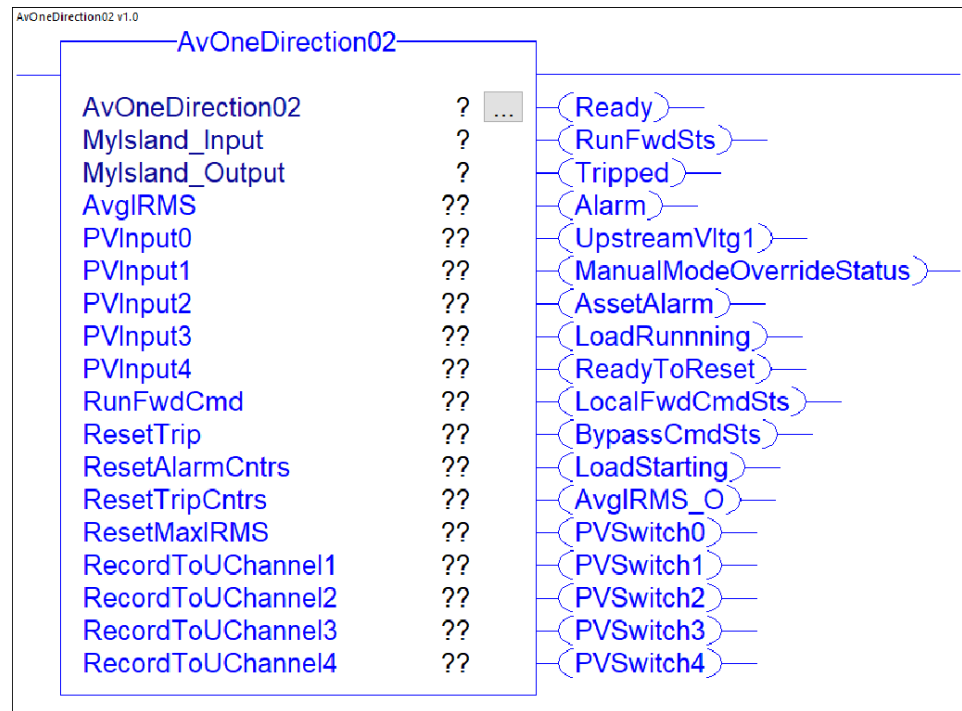 AvOneDirection02 v1.0
AvOneDirection02
AvOneDirection02 ? ... Ready
MyIsland_Input ? RunFwdSts
MyIsland_Output ? Tripped
AvgIRMS ?? Alarm
PVInput0 ?? UpstreamVltg1
PVInput1 ?? ManualModeOverrideStatus
PVInput2 ?? AssetAlarm
PVInput3 ?? LoadRunnning
PVInput4 ?? ReadyToReset
RunFwdCmd ?? LocalFwdCmdSts
ResetTrip ?? BypassCmdSts
ResetAlarmCntrs ?? LoadStarting
ResetTripCntrs ?? AvgIRMS_O
ResetMaxIRMS ?? PVSwitch0
RecordToUChannel1 ?? PVSwitch1
RecordToUChannel2 ?? PVSwitch2
RecordToUChannel3 ?? PVSwitch3
RecordToUChannel4 ?? PVSwitch4